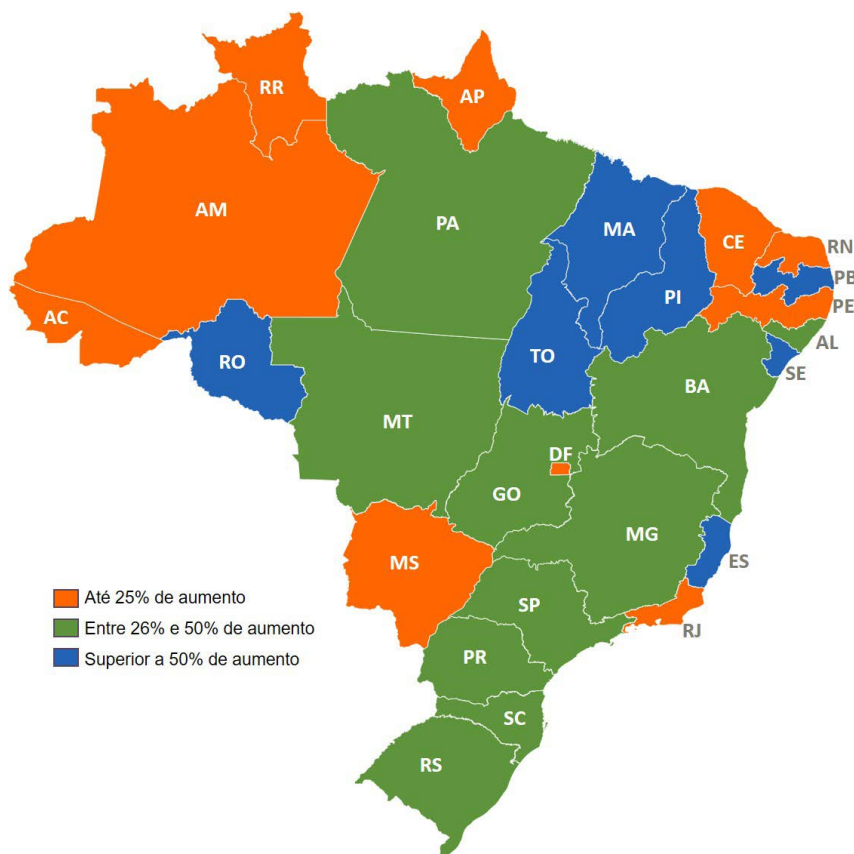 RR
AP
AM
PA
MA
CE
RN
PB
PI
PE
AC
AL
RO
TO
SE
BA
MT
DF
GO
MG
ES
MS
Até 25% de aumento
SP
Entre 26% e 50% de aumento
RJ
PR
Superior a 50% de aumento
SC
RS